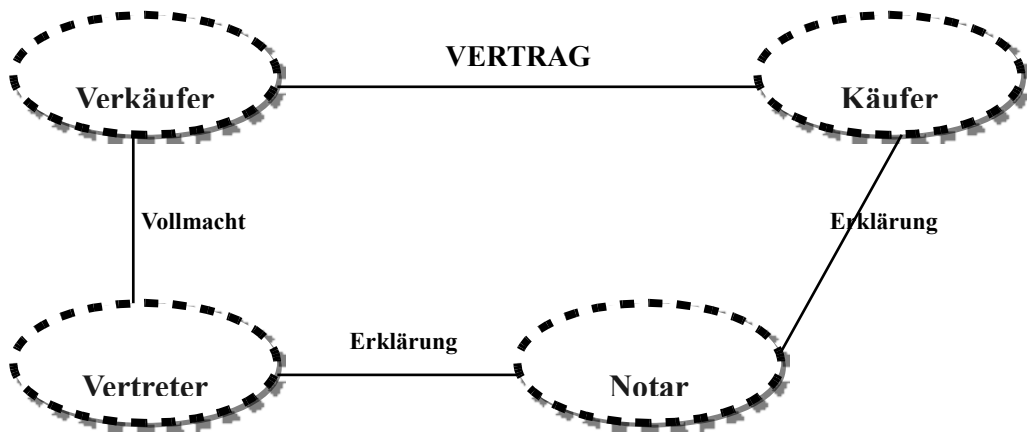 VERTRAG
Verkäufer
Käufer
Vollmacht
Erklärung
Erklärung
Vertreter
Notar